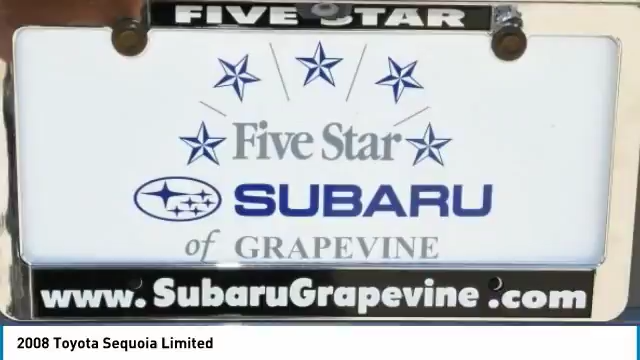 FIVE STAR
Five Star
SUBARU
of GRAPEVINE
www.SubaruGrapevine.com
2008 Toyota Sequoia Limited